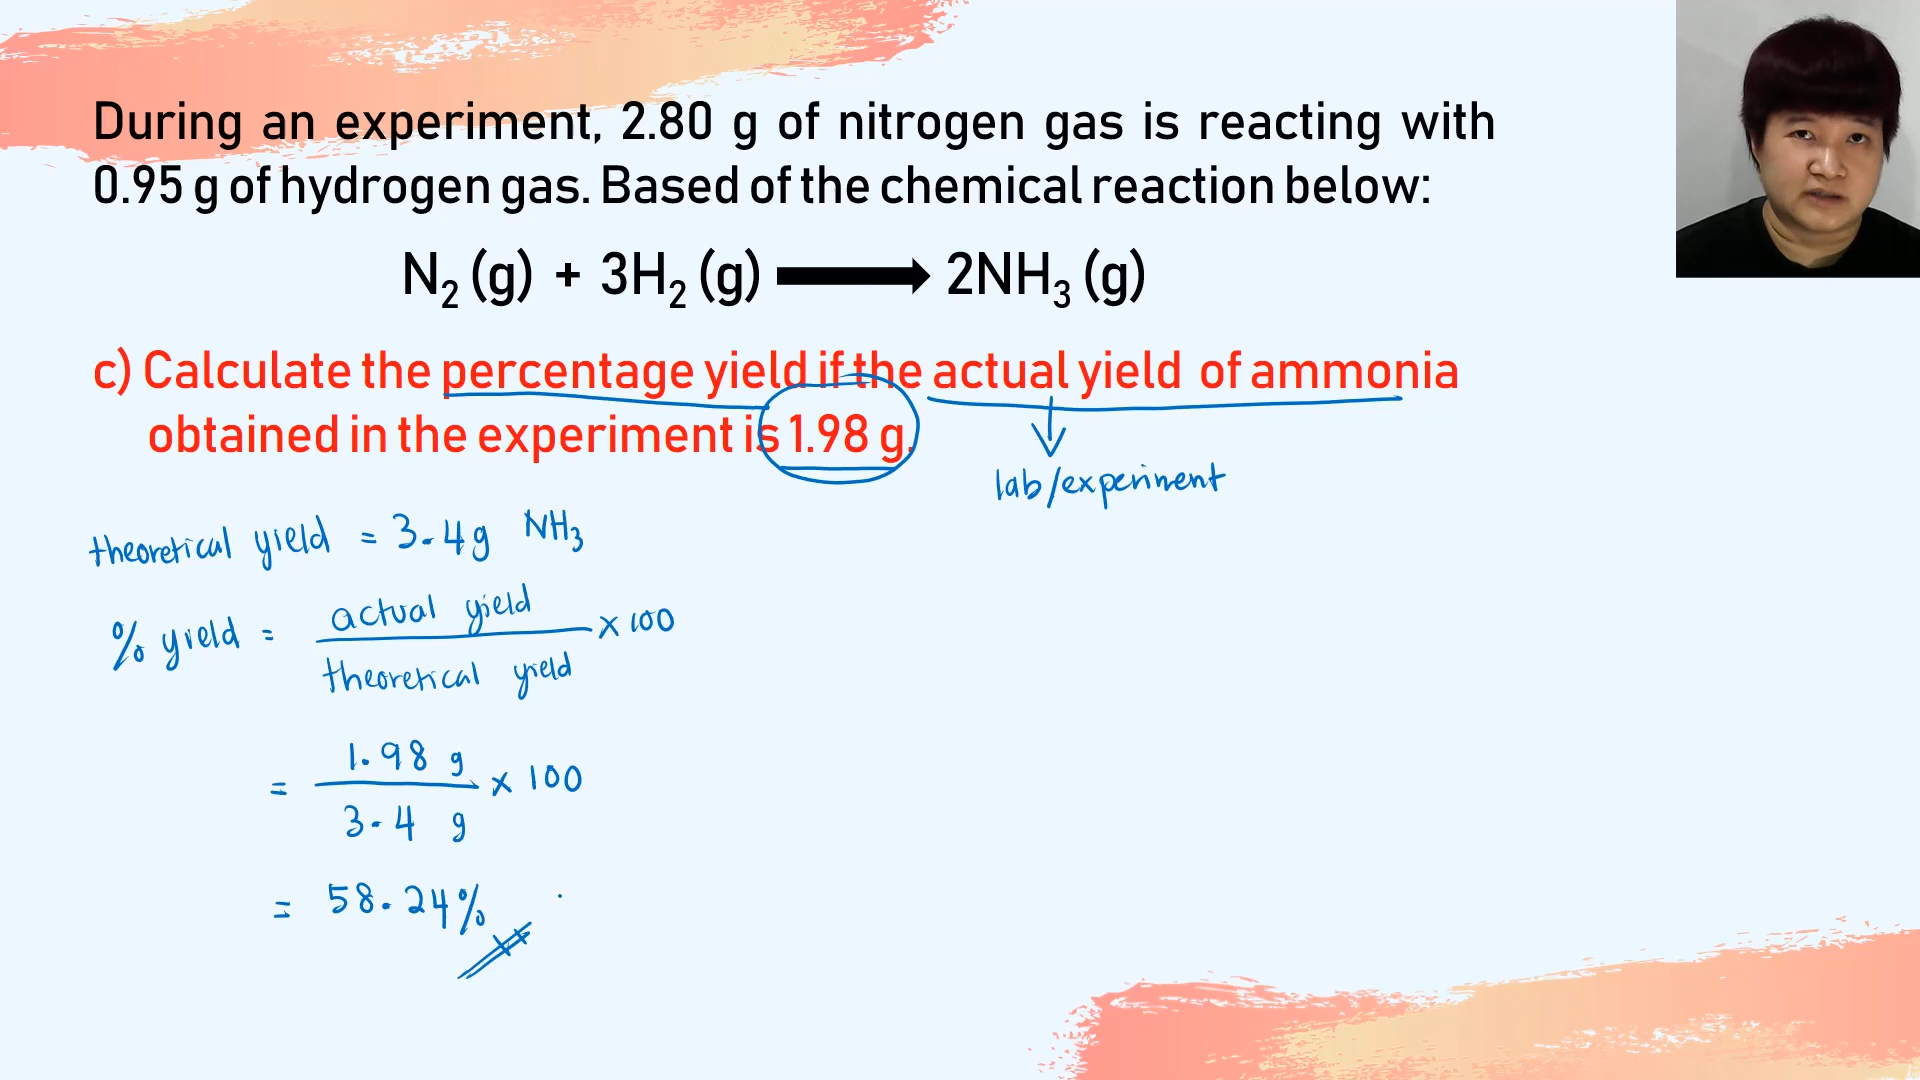 During an experiment, 2.80 g of nitrogen gas is reacting with
0.95 g of hydrogen gas. Based of the chemical reaction below:
N₂ (g) + 3H₂ (g) ⟶ 2NH₃ (g)
c) Calculate the percentage yield if the actual yield of ammonia
obtained in the experiment is 1.98 g.
lab/experiment
theoretical yield = 3.4g NH₃
% yield = actual yield / theoretical yield × 100
= 1.98 g / 3.4 g × 100
= 58.24%